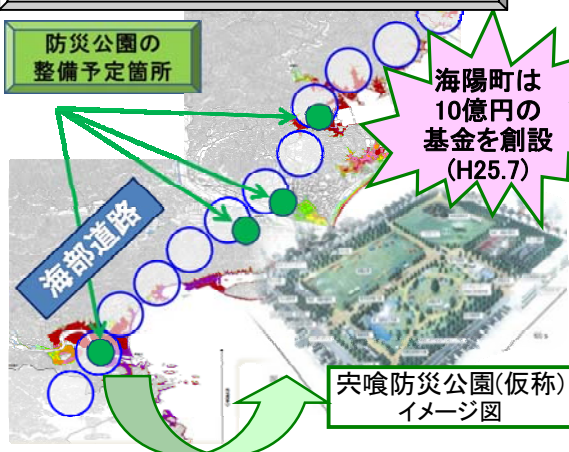 防災公園の
整備予定箇所
海陽町は
10億円の
基金を創設
(H25.7)
海部道路
宍喰防災公園(仮称)
イメージ図